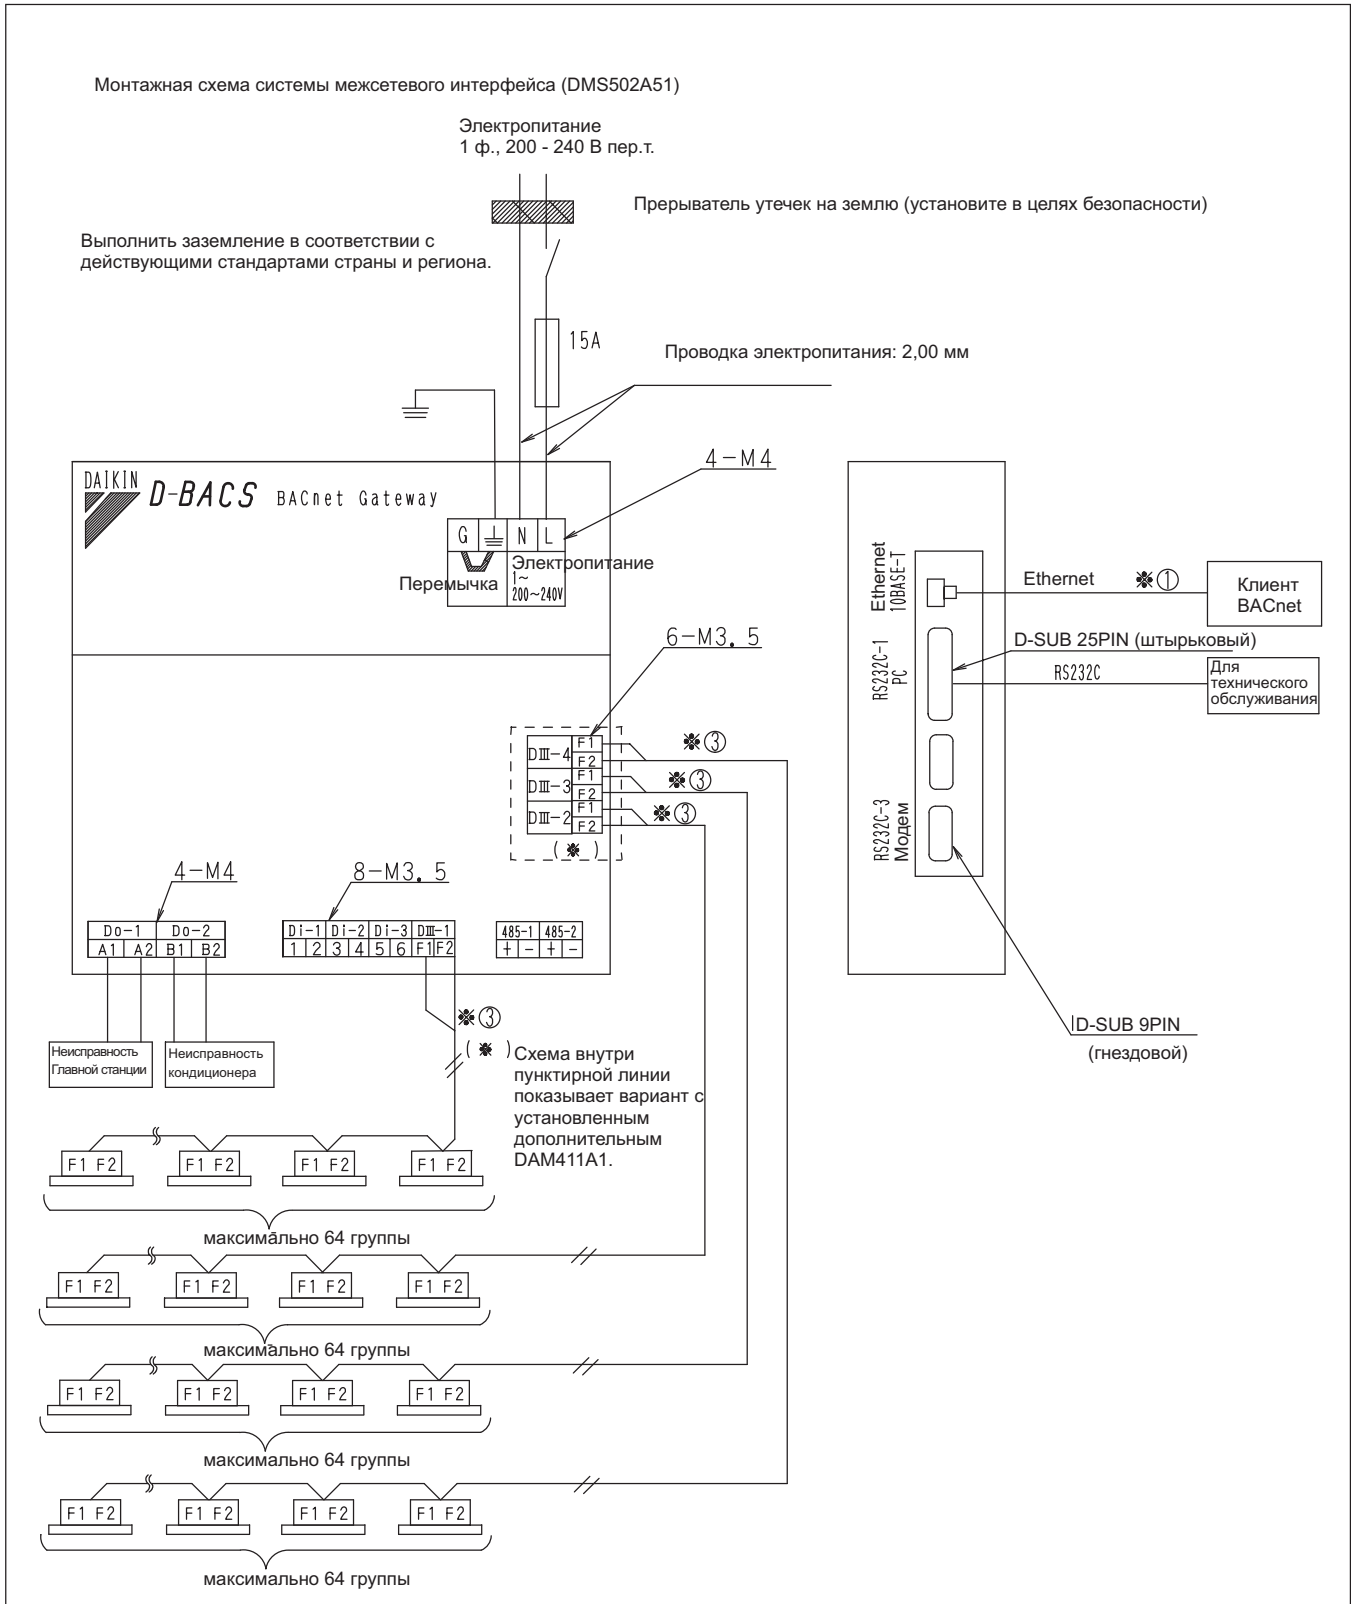 Монтажная схема системы межсетевого интерфейса (DMS502A51)
Электропитание
1 ф., 200 - 240 В пер.т.
Прерыватель утечек на землю (установите в целях безопасности)
Выполнить заземление в соответствии с
действующими стандартами страны и региона.
15A
Проводка электропитания: 2,00 мм
4-M4
DAIKIN
D-BACS BACnet Gateway
G N L
Перемычка
Электропитание
1~
200~240V
6-M3.5
DIII-4 F1
F2
DIII-3 F1
F2
DIII-2 F1
F2
※③
※③
※③
(※)
4-M4
8-M3.5
Do-1 Do-2
A1 A2 B1 B2
Di-1 Di-2 Di-3 DIII-1
1 2 3 4 5 6 F1 F2
485-1 485-2
+ - + -
Неисправность
Главной станции
Неисправность
кондиционера
※③
(※) Схема внутри
пунктирной линии
показывает вариант с
установленным
дополнительным
DAM411A1.
F1 F2 F1 F2 F1 F2 F1 F2
максимально 64 группы
F1 F2 F1 F2 F1 F2 F1 F2
максимально 64 группы
F1 F2 F1 F2 F1 F2 F1 F2
максимально 64 группы
F1 F2 F1 F2 F1 F2 F1 F2
максимально 64 группы
Ethernet
10BASE-T
Ethernet ※①
Клиент
BACnet
RS232C-1
PC
D-SUB 25PIN (штырьковый)
RS232C
Для
технического
обслуживания
RS232C-3
Модем
D-SUB 9PIN
(гнездовой)